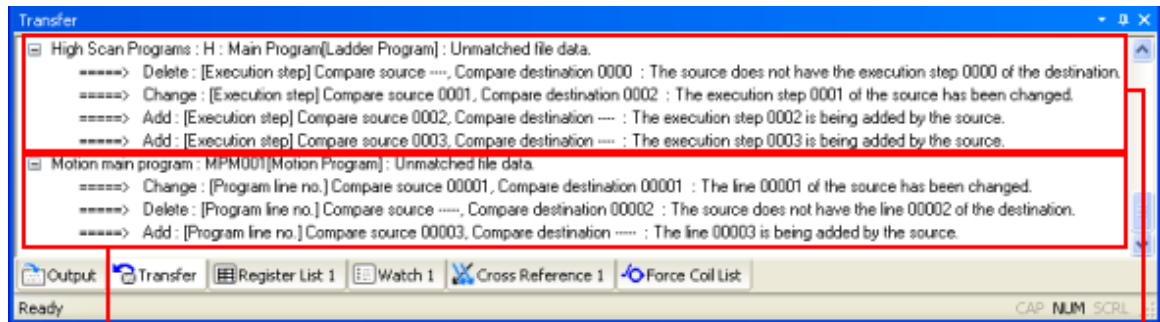 Transfer
High Scan Programs : H : Main Program[Ladder Program] : Unmatched file data.
=====> Delete : [Execution step] Compare source ----, Compare destination 0000 : The source does not have the execution step 0000 of the destination.
=====> Change : [Execution step] Compare source 0001, Compare destination 0002 : The execution step 0001 of the source has been changed.
=====> Add : [Execution step] Compare source 0002, Compare destination ---- : The execution step 0002 is being added by the source.
=====> Add : [Execution step] Compare source 0003, Compare destination ---- : The execution step 0003 is being added by the source.
Motion main program : MPM001[Motion Program] : Unmatched file data.
=====> Change : [Program line no.] Compare source 00001, Compare destination 00001 : The line 00001 of the source has been changed.
=====> Delete : [Program line no.] Compare source -----, Compare destination 00002 : The source does not have the line 00002 of the destination.
=====> Add : [Program line no.] Compare source 00003, Compare destination ----- : The line 00003 is being added by the source.
Output Transfer Register List 1 Watch 1 Cross Reference 1 Force Coil List
Ready CAP NUM SCRL